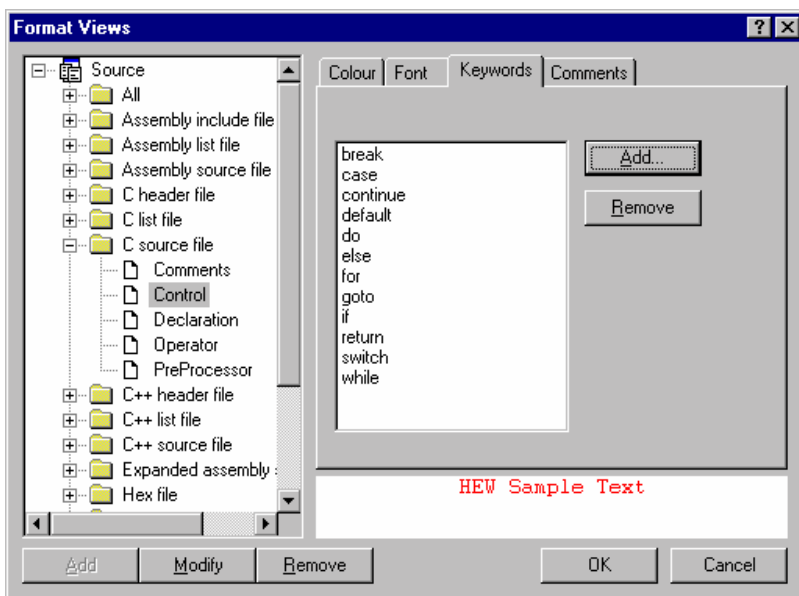 Format Views
Source
All
Assembly include file
Assembly list file
Assembly source file
C header file
C list file
C source file
Comments
Control
Declaration
Operator
PreProcessor
C++ header file
C++ list file
C++ source file
Expanded assembly
Hex file
Colour Font Keywords Comments
break
case
continue
default
do
else
for
goto
if
return
switch
while
Add...
Remove
HEW Sample Text
Add Modify Remove OK Cancel